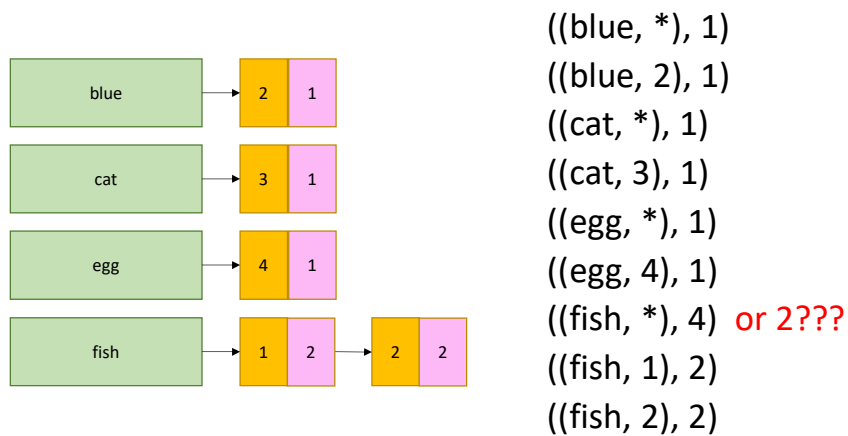 blue 2 1
cat 3 1
egg 4 1
fish 1 2 2 2
((blue, *), 1)
((blue, 2), 1)
((cat, *), 1)
((cat, 3), 1)
((egg, *), 1)
((egg, 4), 1)
((fish, *), 4) or 2???
((fish, 1), 2)
((fish, 2), 2)